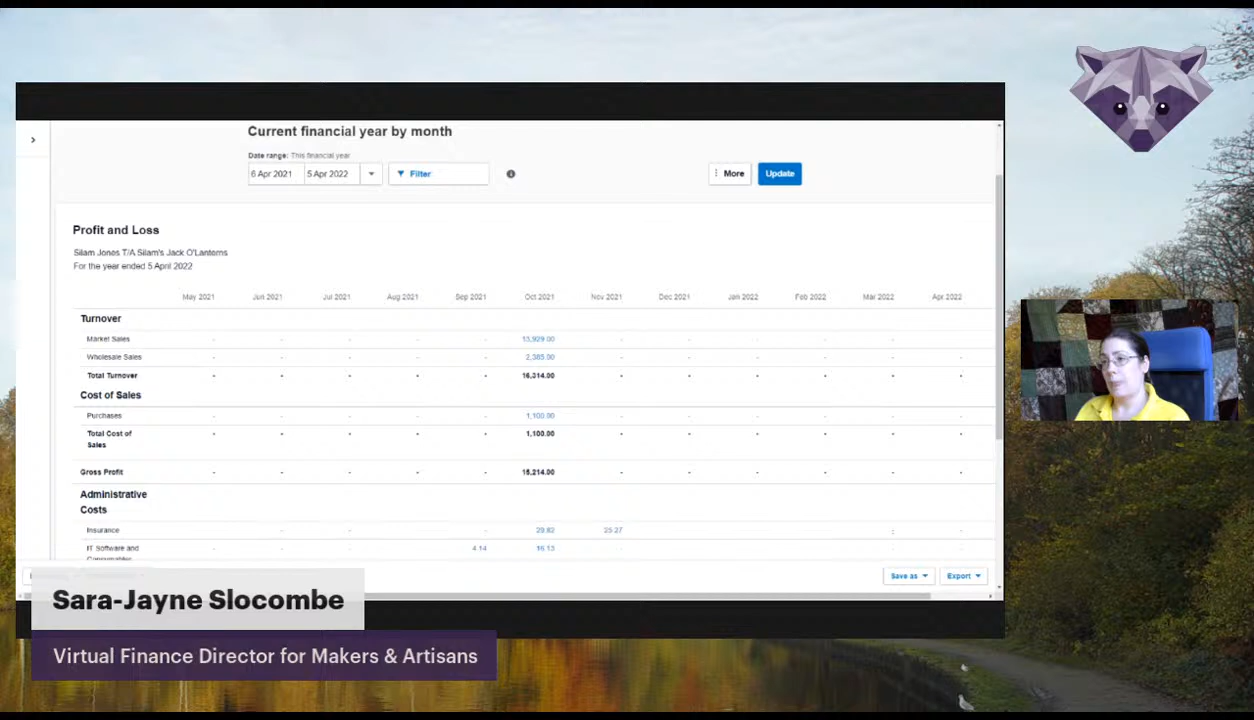 Current financial year by month
Date range: This financial year
6 Apr 2021 5 Apr 2022 Filter More Update
Profit and Loss
Silam Jones T/A Silam's Jack O'Lanterns
For the year ended 5 April 2022
May 2021 Jun 2021 Jul 2021 Aug 2021 Sep 2021 Oct 2021 Nov 2021 Dec 2021 Jan 2022 Feb 2022 Mar 2022 Apr 2022
Turnover
Market Sales - - - - - 13,929.00 - - - - - -
Wholesale Sales - - - - - 2,385.00 - - - - - -
Total Turnover - - - - - 16,314.00 - - - - - -
Cost of Sales
Purchases - - - - - 1,100.00 - - - - - -
Total Cost of - - - - - 1,100.00 - - - - - -
Sales
Gross Profit - - - - - 15,214.00 - - - - - -
Administrative
Costs
Insurance - - - 29.82 25.27 - -
IT Software and - - - - 4.14 16.13 - - -
Consumables
Save as Export
Sara-Jayne Slocombe
Virtual Finance Director for Makers & Artisans